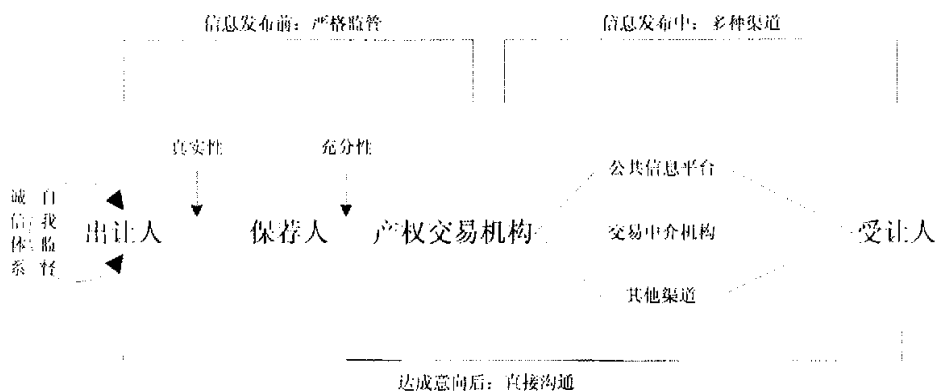 信息发布前：严格监管
信息发布中：多种渠道
真实性
充分性
公共信息平台
诚信体系
自我监督
出让人
保荐人
产权交易机构
交易中介机构
受让人
其他渠道
达成意向后：直接沟通